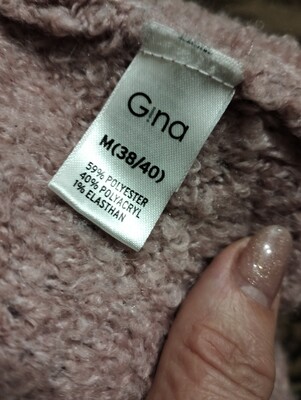 Gina
M(38/40)
59% POLYESTER
40% POLYACRYL
1% ELASTHAN